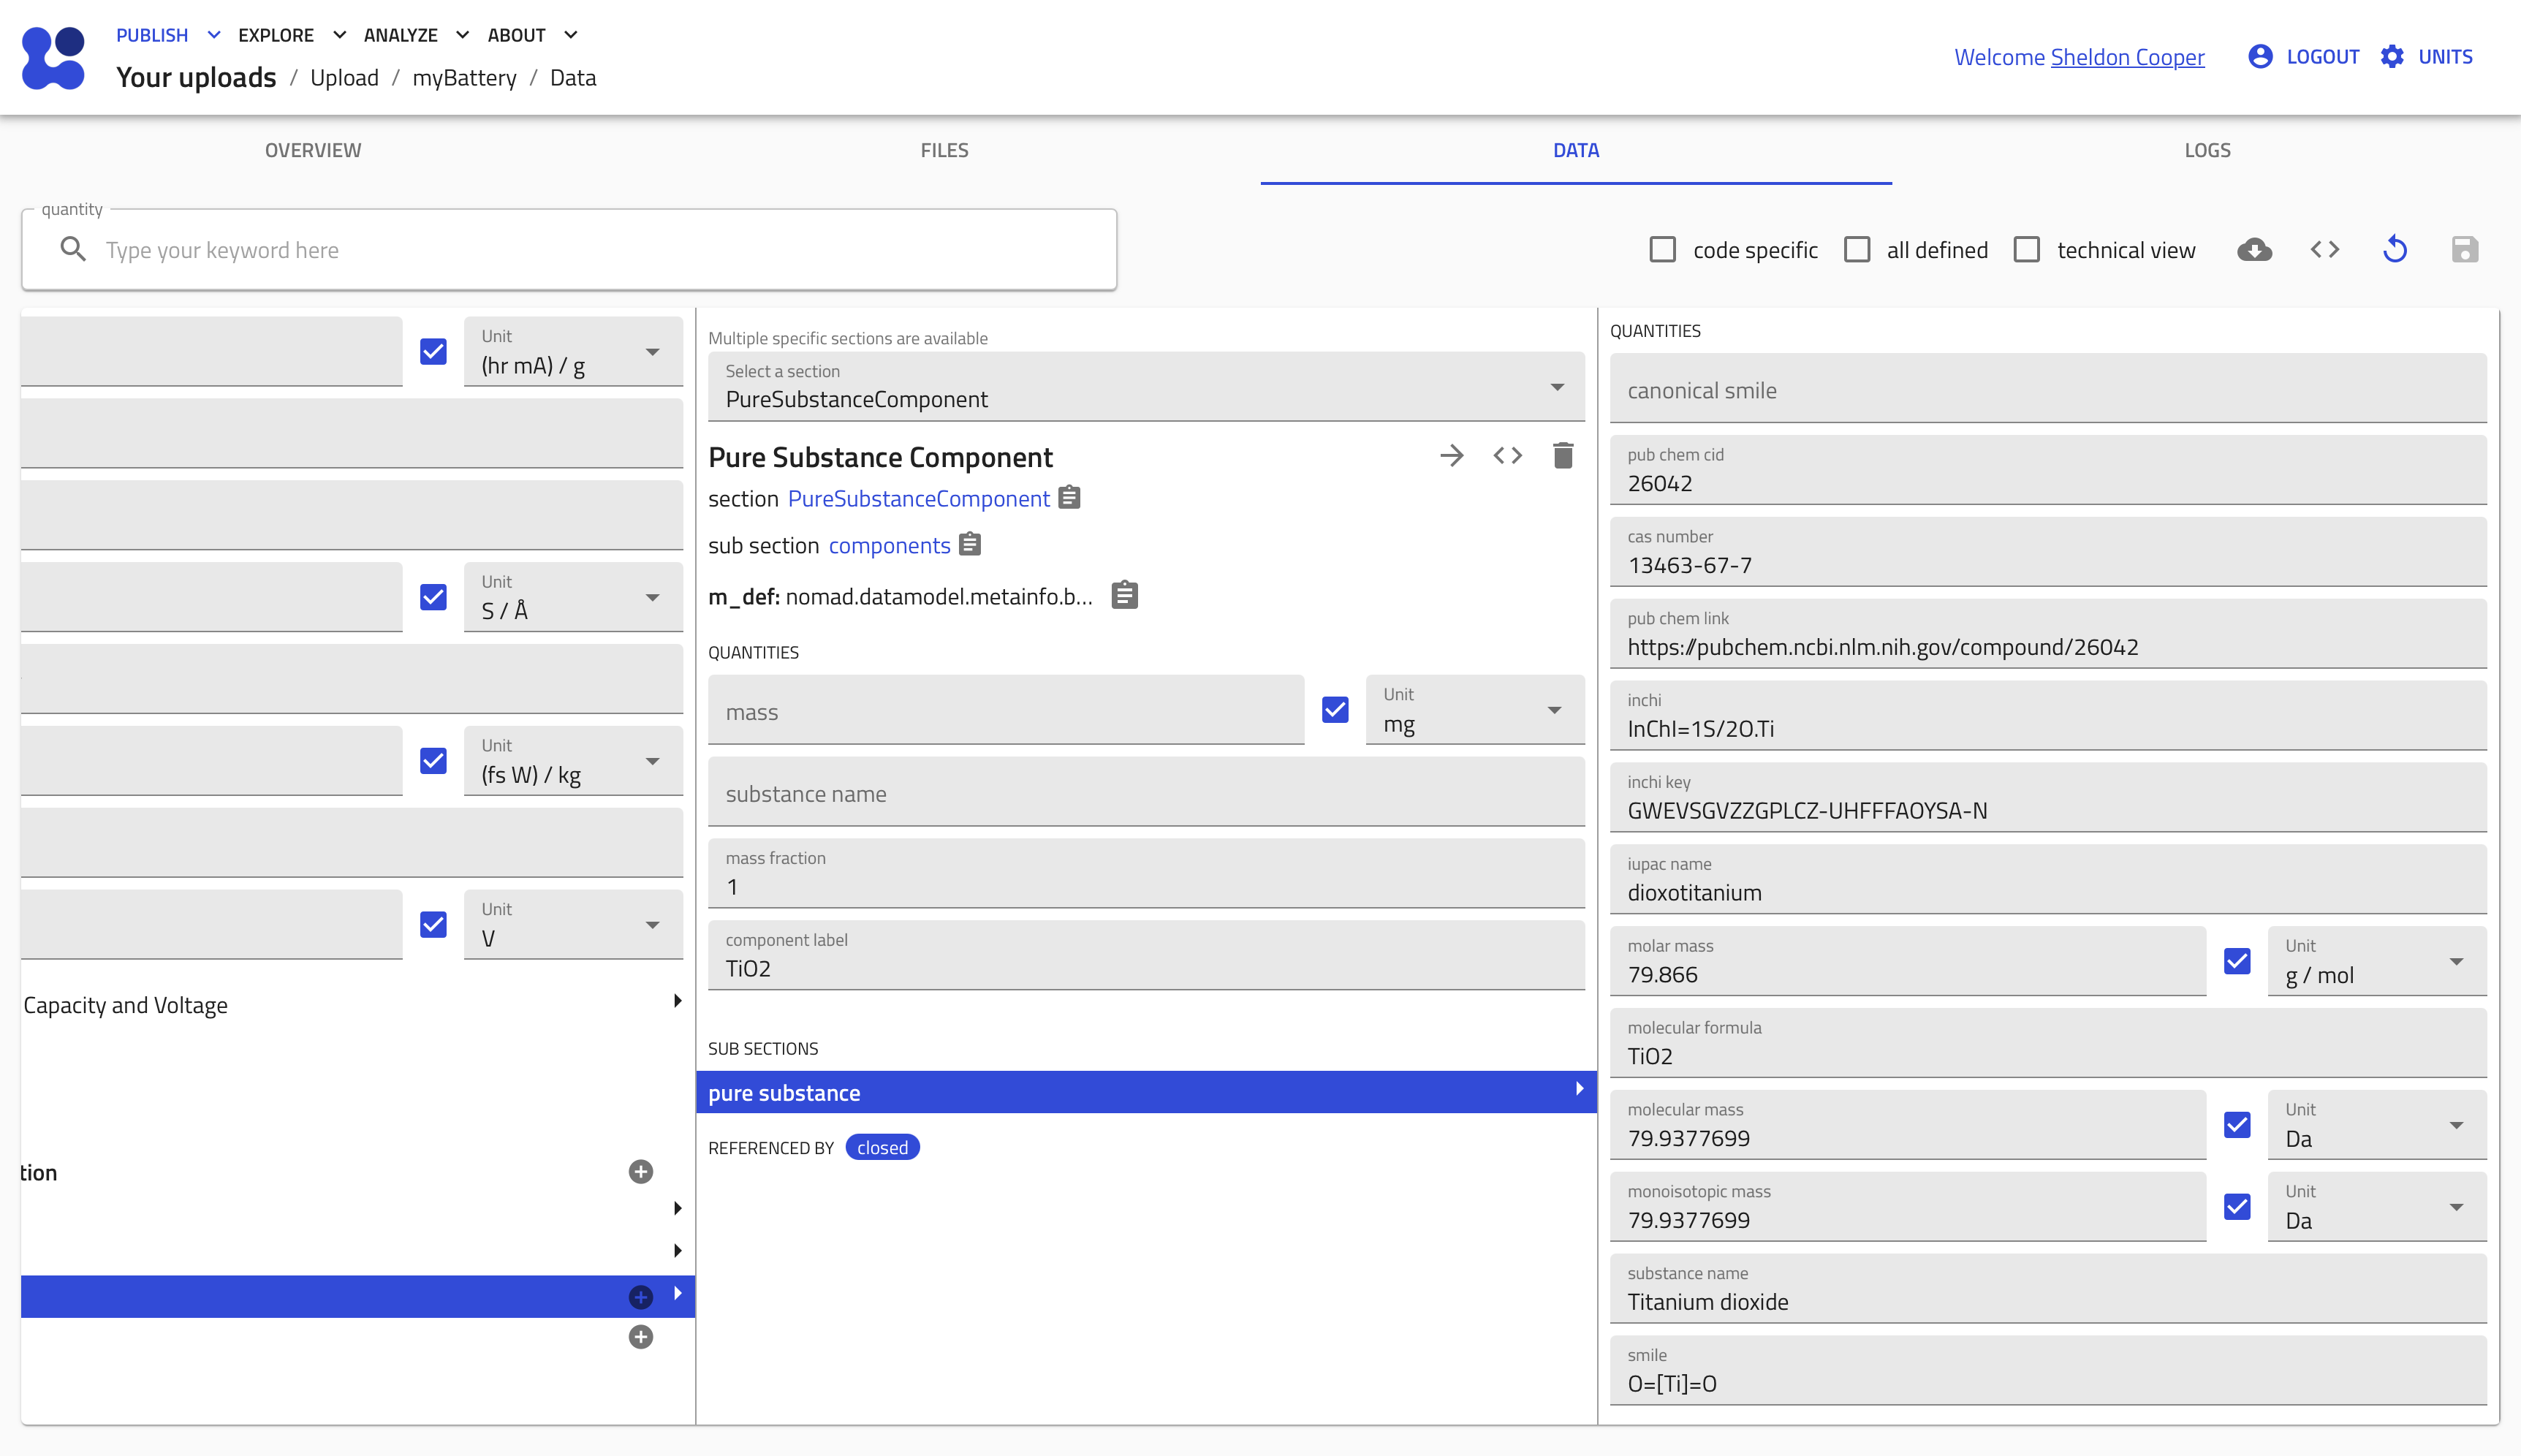 PUBLISH EXPLORE ANALYZE ABOUT
Your uploads / Upload / myBattery / Data
Welcome Sheldon Cooper LOGOUT UNITS
OVERVIEW FILES DATA LOGS
quantity
Type your keyword here
code specific all defined technical view
Unit
(hr mA) / g
Unit
S / Å
Unit
(fs W) / kg
Unit
V
Capacity and Voltage
tion
Multiple specific sections are available
Select a section
PureSubstanceComponent
Pure Substance Component
section PureSubstanceComponent
sub section components
m_def: nomad.datamodel.metainfo.b...
QUANTITIES
mass
Unit
mg
substance name
mass fraction
1
component label
TiO2
SUB SECTIONS
pure substance
REFERENCED BY closed
QUANTITIES
canonical smile
pub chem cid
26042
cas number
13463-67-7
pub chem link
https://pubchem.ncbi.nlm.nih.gov/compound/26042
inchi
InChI=1S/2O.Ti
inchi key
GWEVSGVZZGPLCZ-UHFFFAOYSA-N
iupac name
dioxotitanium
molar mass
79.866
Unit
g / mol
molecular formula
TiO2
molecular mass
79.9377699
Unit
Da
monoisotopic mass
79.9377699
Unit
Da
substance name
Titanium dioxide
smile
O=[Ti]=O